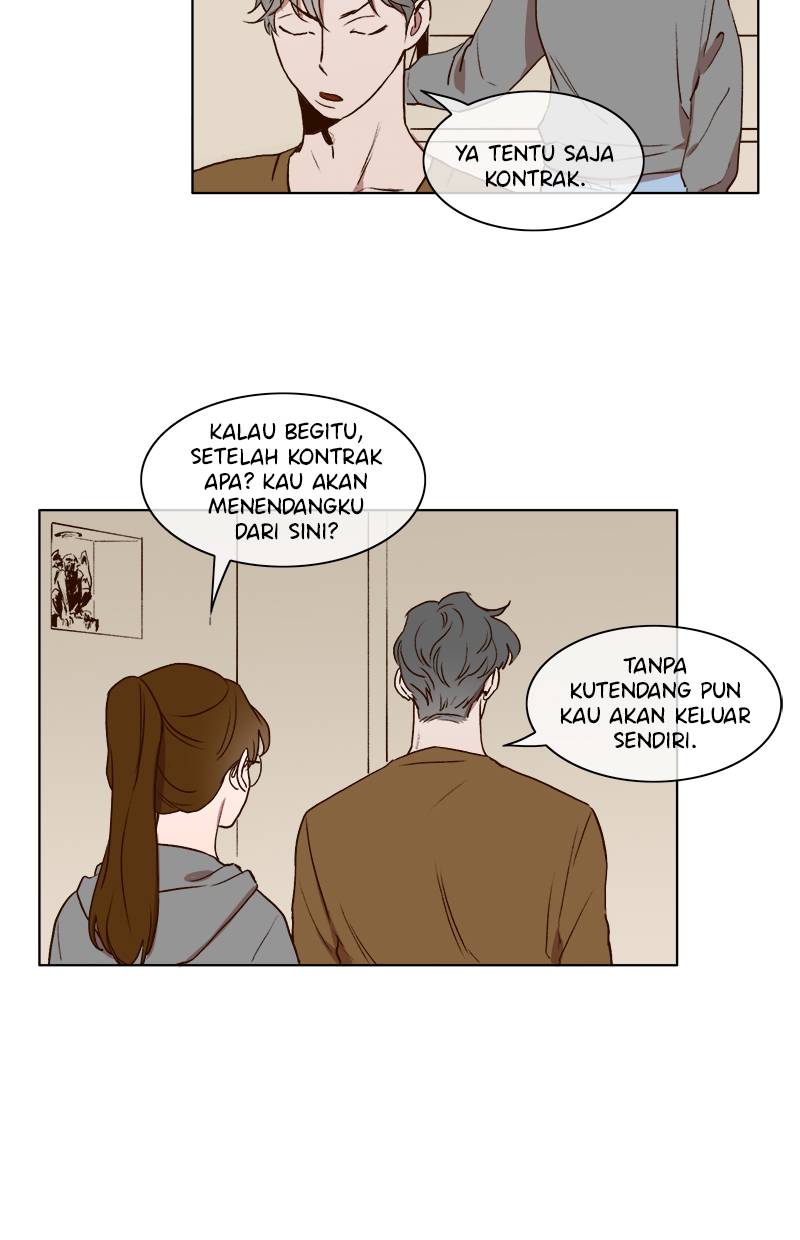 YA TENTU SAJA
KONTRAK.
KALAU BEGITU,
SETELAH KONTRAK
APA? KAU AKAN
MENENDANGKU
DARI SINI?
TANPA
KUTENDANG PUN
KAU AKAN KELUAR
SENDIRI.